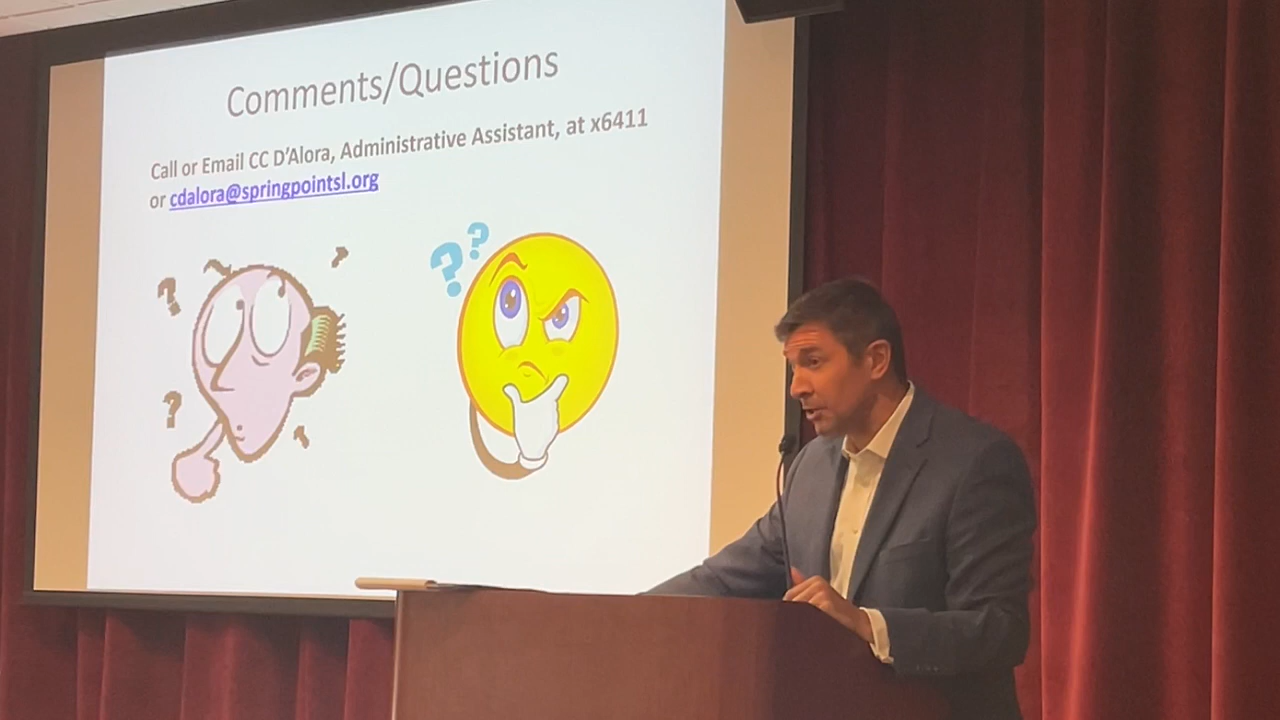 Comments/Questions
Call or Email CC D'Alora, Administrative Assistant, at x6411
or cdalora@springpointsl.org